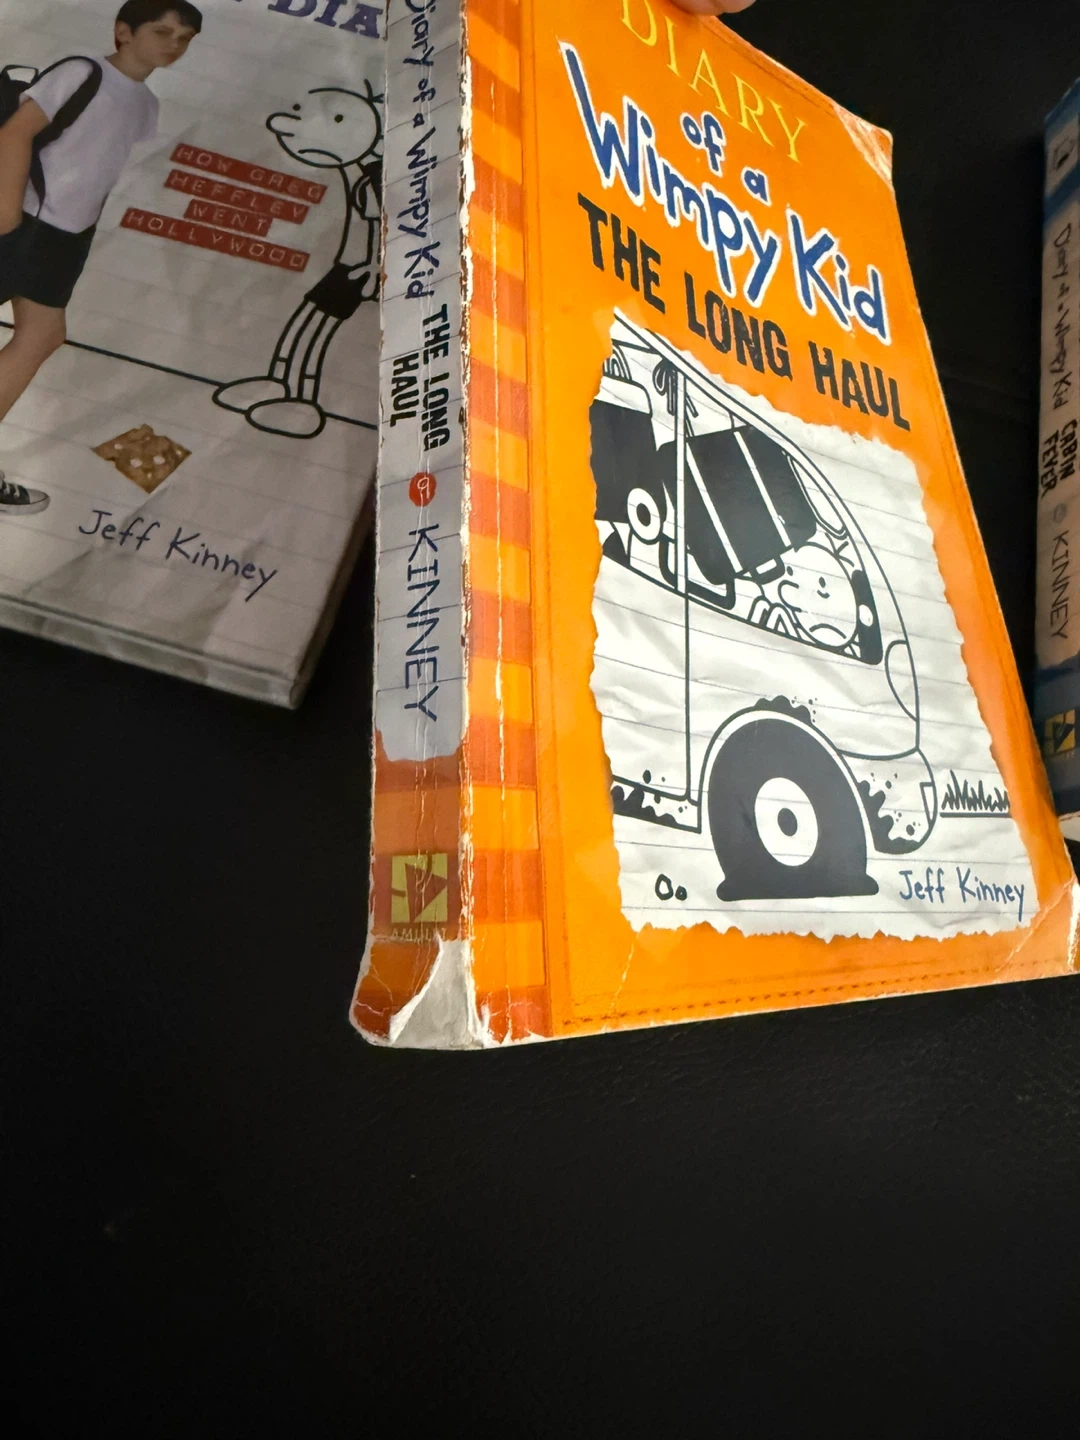 DIA
HOW GREG
HEFFLEY
WENT
HOLLYWOOD
Jeff Kinney
Diary of a Wimpy Kid THE LONG HAUL 9 KINNEY
AMULET
DIARY
of a
Wimpy Kid
THE LONG HAUL
Jeff Kinney
Diary of a Wimpy Kid CABIN FEVER KINNEY